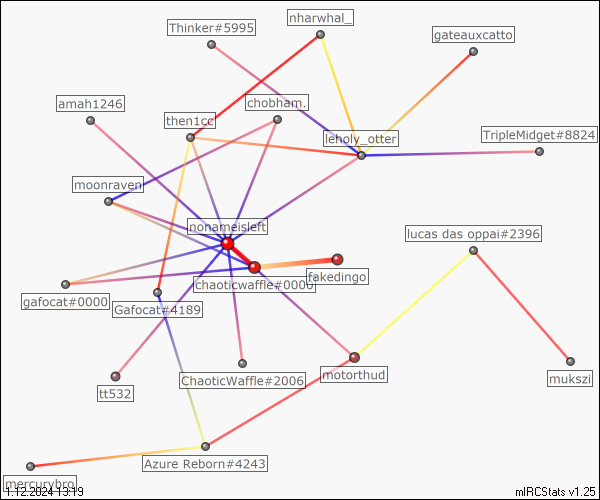 nharwhal_
Thinker#5995
gateauxcatto
amah1246
chobham.
then1cc
leholy_otter
TripleMidget#8824
moonraven
nonameisleft
lucas das oppai#2396
fakedingo
chaoticwaffle#0000
gafocat#0000
Gafocat#4189
motorthud
ChaoticWaffle#2006
mukszi
tt532
Azure Reborn#4243
mercurybro
1.12.2024 13:19
mIRCStats v1.25